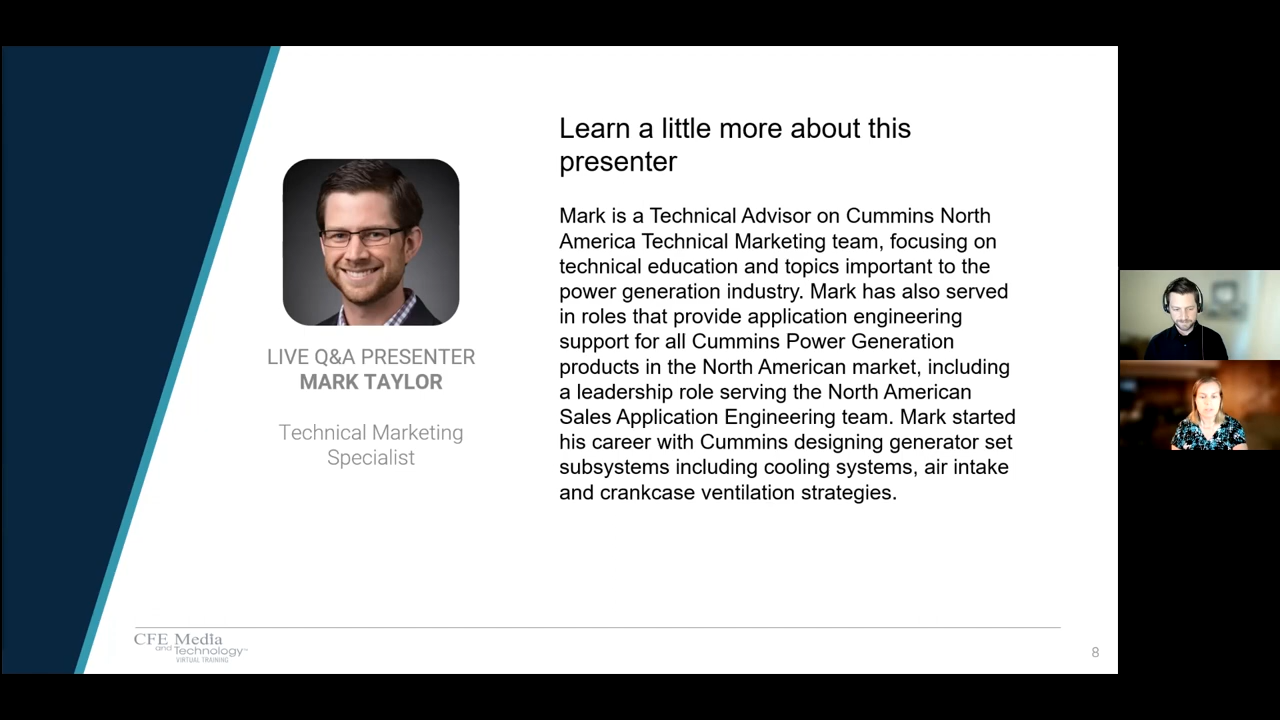 Learn a little more about this
presenter
LIVE Q&A PRESENTER
MARK TAYLOR
Technical Marketing
Specialist
Mark is a Technical Advisor on Cummins North
America Technical Marketing team, focusing on
technical education and topics important to the
power generation industry. Mark has also served
in roles that provide application engineering
support for all Cummins Power Generation
products in the North American market, including
a leadership role serving the North American
Sales Application Engineering team. Mark started
his career with Cummins designing generator set
subsystems including cooling systems, air intake
and crankcase ventilation strategies.
CFE Media
and Technology™
VIRTUAL TRAINING
8